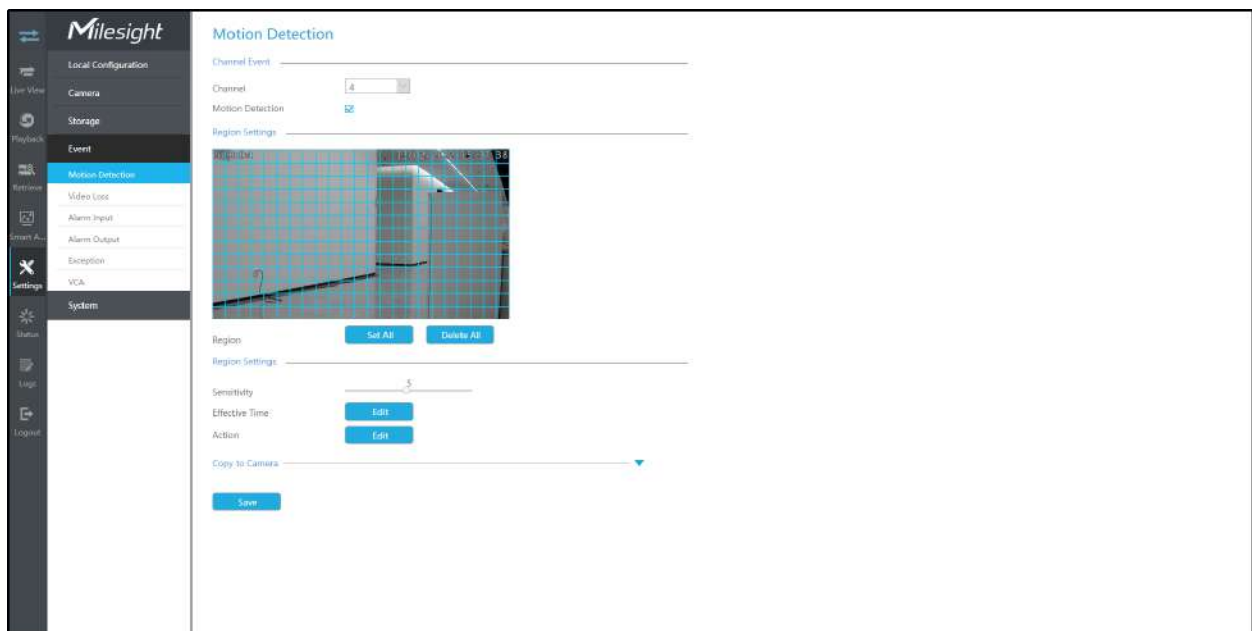 Milesight
Local Configuration
Camera
Storage
Event
Motion Detection
Video Loss
Alarm Input
Alarm Output
Exception
VCA
System
Live View
Playback
Retrieve
Smart A...
Settings
Status
Logs
Logout
Motion Detection
Channel Event
Channel 4
Motion Detection
Region Settings
Region Set All Delete All
Region Settings
Sensitivity 5
Effective Time Edit
Action Edit
Copy to Camera
Save